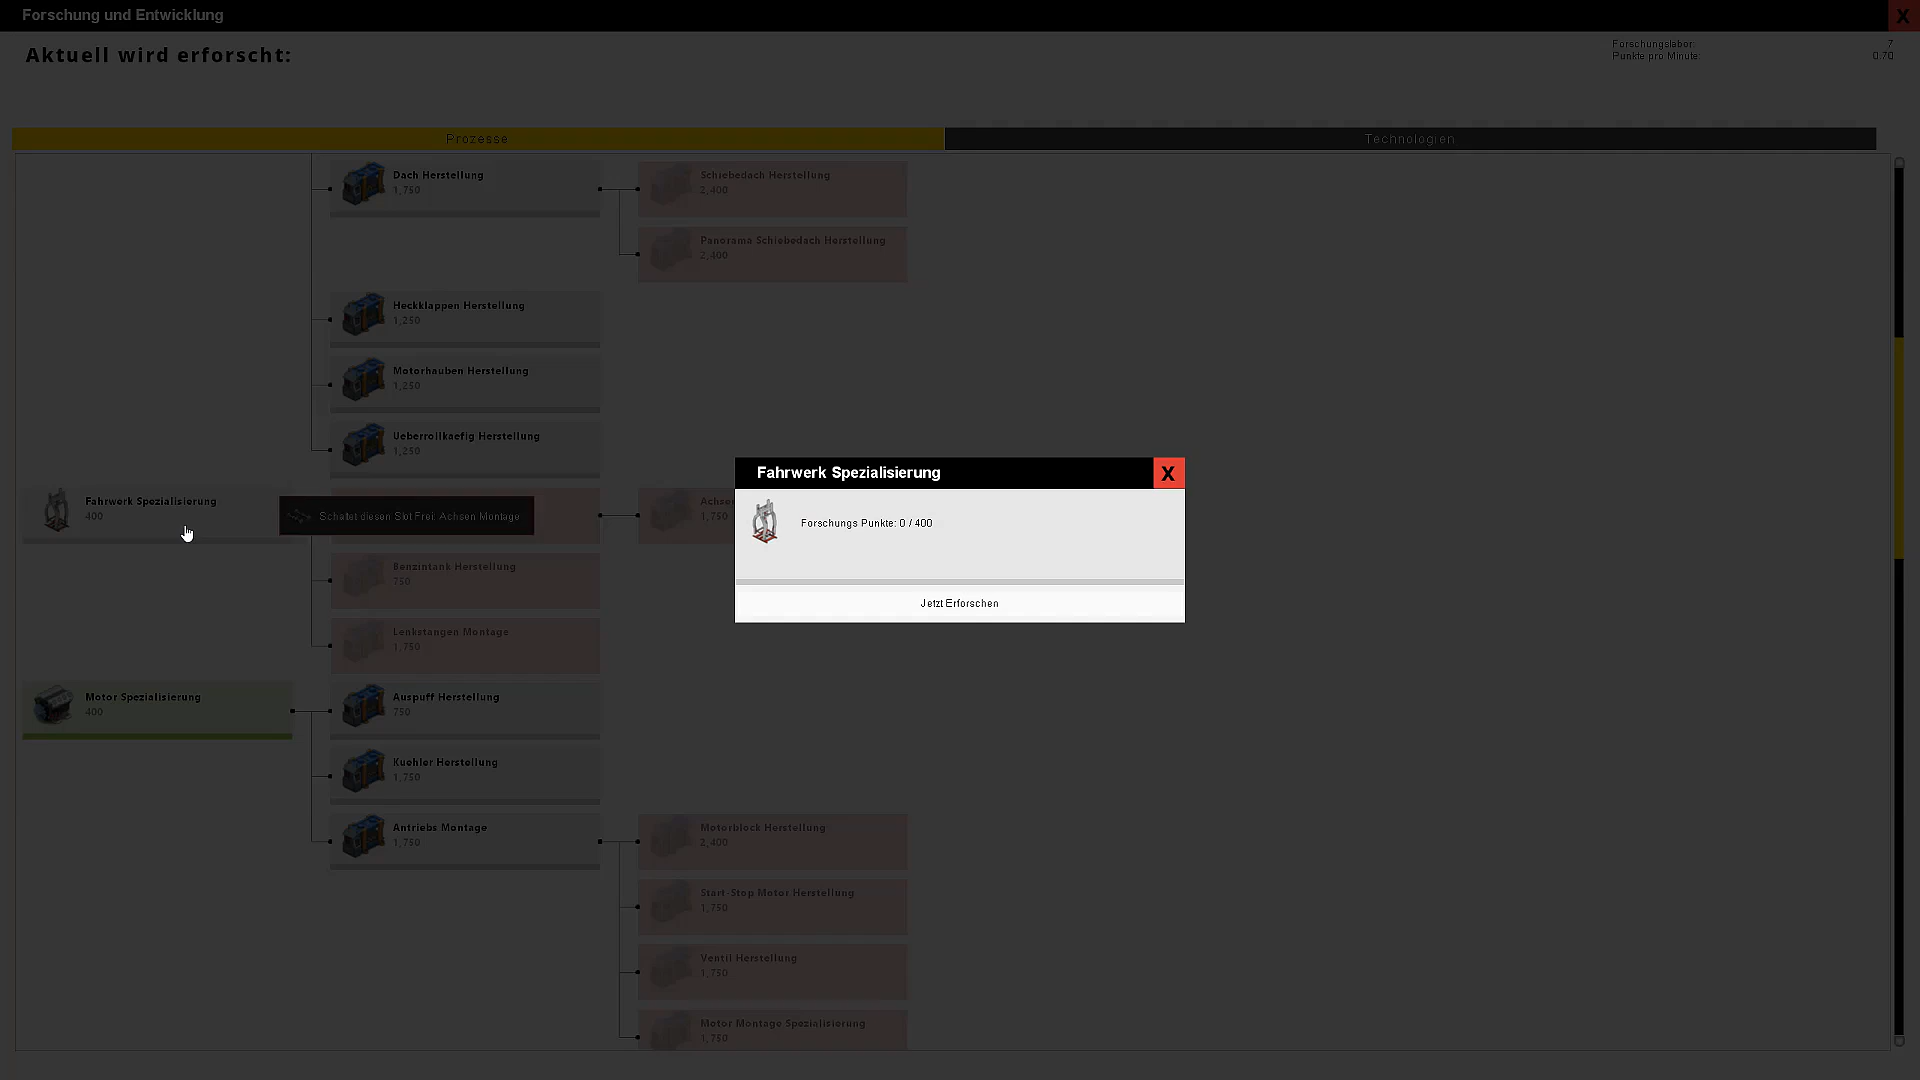 Forschung und Entwicklung
X
Aktuell wird erforscht:
Forschungslabor: 7
Punkte pro Minute: 0.70
Prozesse
Technologien
Dach Herstellung
1,750
Schiebedach Herstellung
2,400
Panorama Schiebedach Herstellung
2,400
Heckklappen Herstellung
1,250
Motorhauben Herstellung
1,250
Ueberrollkaefig Herstellung
1,250
Fahrwerk Spezialisierung
400
Schaltet diesen Slot Frei: Achsen Montage
1,750
Fahrwerk Spezialisierung
X
Forschungs Punkte: 0 / 400
Jetzt Erforschen
Benzintank Herstellung
750
Lenkstangen Montage
1,750
Motor Spezialisierung
400
Auspuff Herstellung
750
Kuehler Herstellung
1,750
Antriebs Montage
1,750
Motorblock Herstellung
2,400
Start-Stop Motor Herstellung
1,750
Ventil Herstellung
1,750
Motor Montage Spezialisierung
1,750